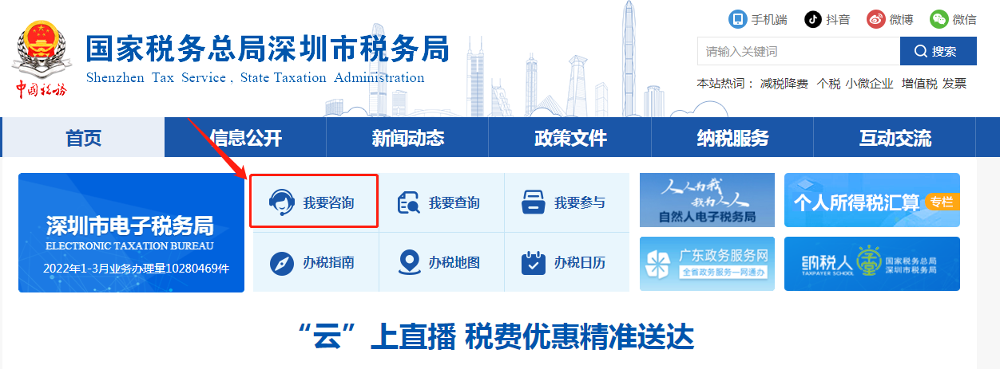 手机端 抖音 微博 微信
国家税务总局深圳市税务局
Shenzhen Tax Service , State Taxation Administration
中国税务
请输入关键词 搜索
本站热词： 减税降费 个税 小微企业 增值税 发票
首页 信息公开 新闻动态 政策文件 纳税服务 互动交流
深圳市电子税务局
ELECTRONIC TAXATION BUREAU
2022年1-3月业务办理量10280469件
我要咨询 我要查询 我要参与
办税指南 办税地图 办税日历
人人为我
我为人人
自然人电子税务局
个人所得税汇算 专栏
广东政务服务网
全省政务服务一网通办
纳税人
TAXPAYER SCHOOL
国家税务总局
深圳市税务局
“云”上直播 税费优惠精准送达